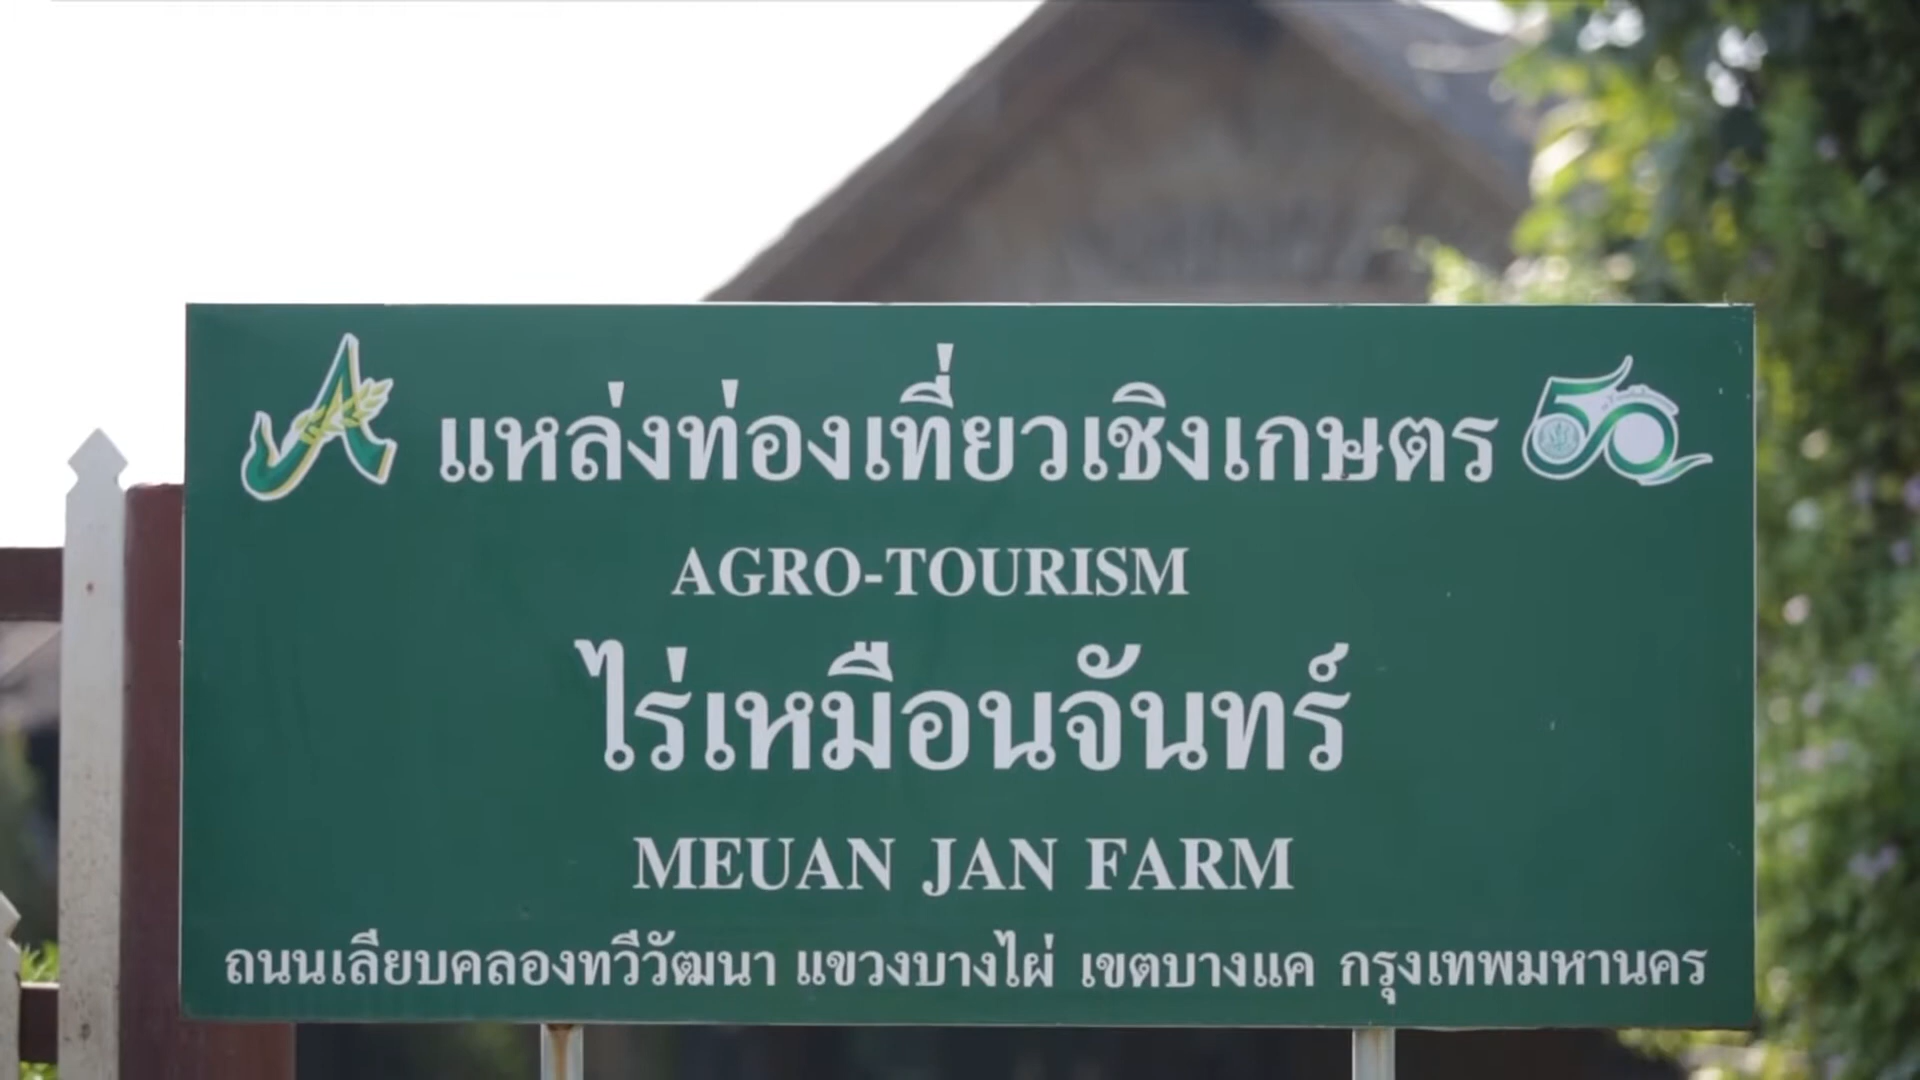 แหล่งท่องเที่ยวเชิงเกษตร
AGRO-TOURISM
ไร่เหมือนจันทร์
MEUAN JAN FARM
ถนนเลียบคลองทวีวัฒนา แขวงบางไผ่ เขตบางแค กรุงเทพมหานคร